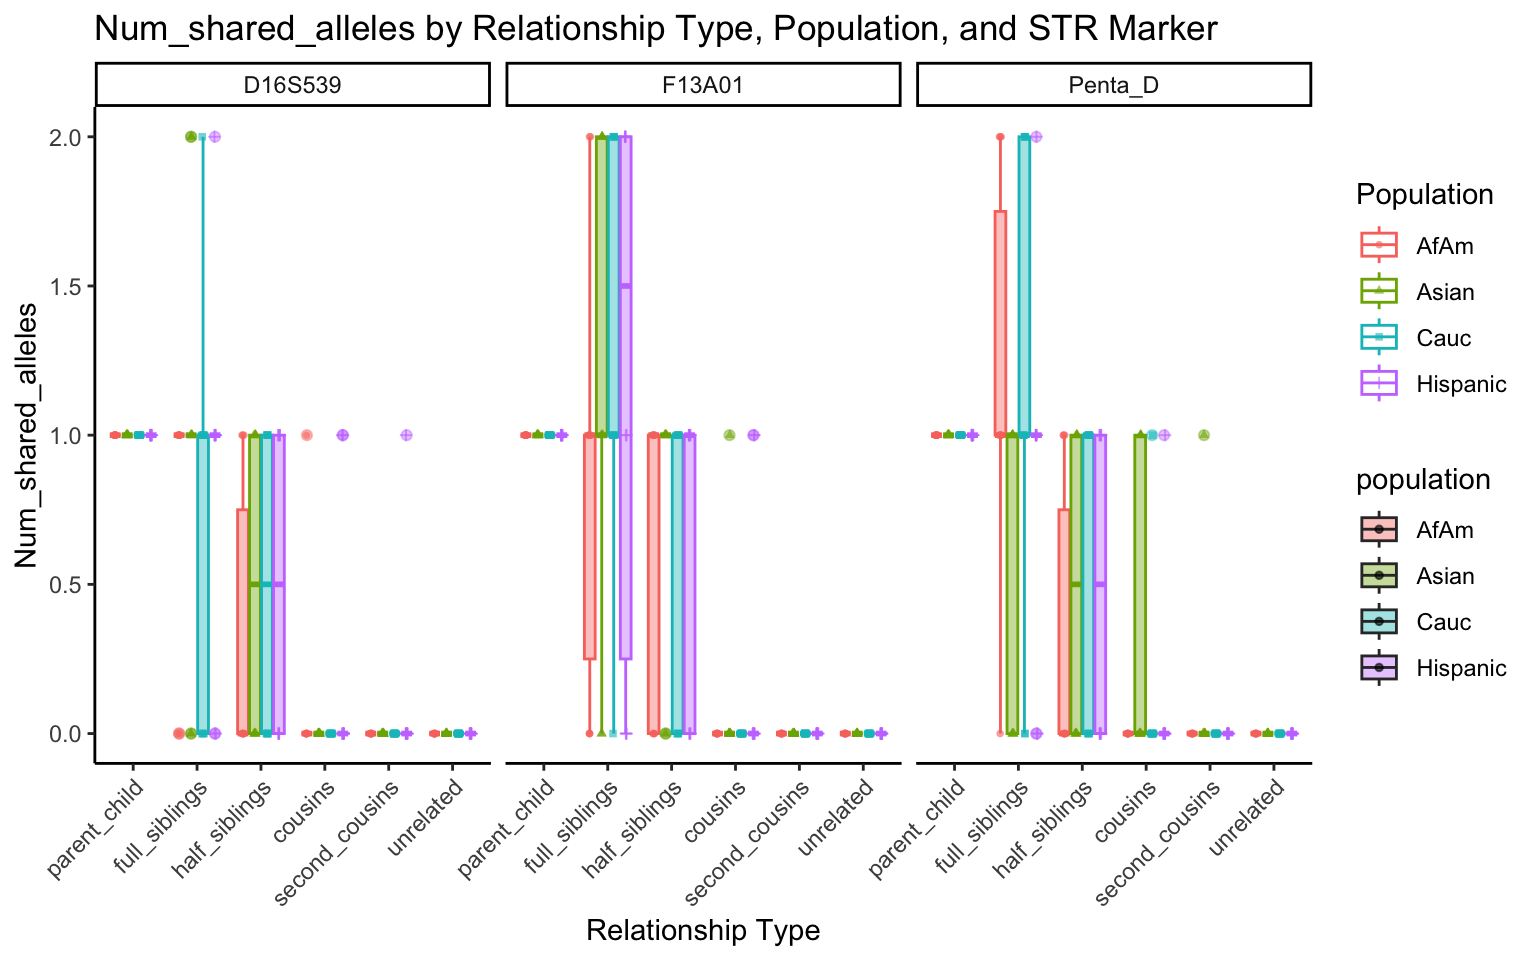 Num_shared_alleles by Relationship Type, Population, and STR Marker
D16S539
F13A01
Penta_D
Num_shared_alleles
2.0
1.5
1.0
0.5
0.0
parent_child
full_siblings
half_siblings
cousins
second_cousins
unrelated
parent_child
full_siblings
half_siblings
cousins
second_cousins
unrelated
parent_child
full_siblings
half_siblings
cousins
second_cousins
unrelated
Relationship Type
Population
AfAm
Asian
Cauc
Hispanic
population
AfAm
Asian
Cauc
Hispanic